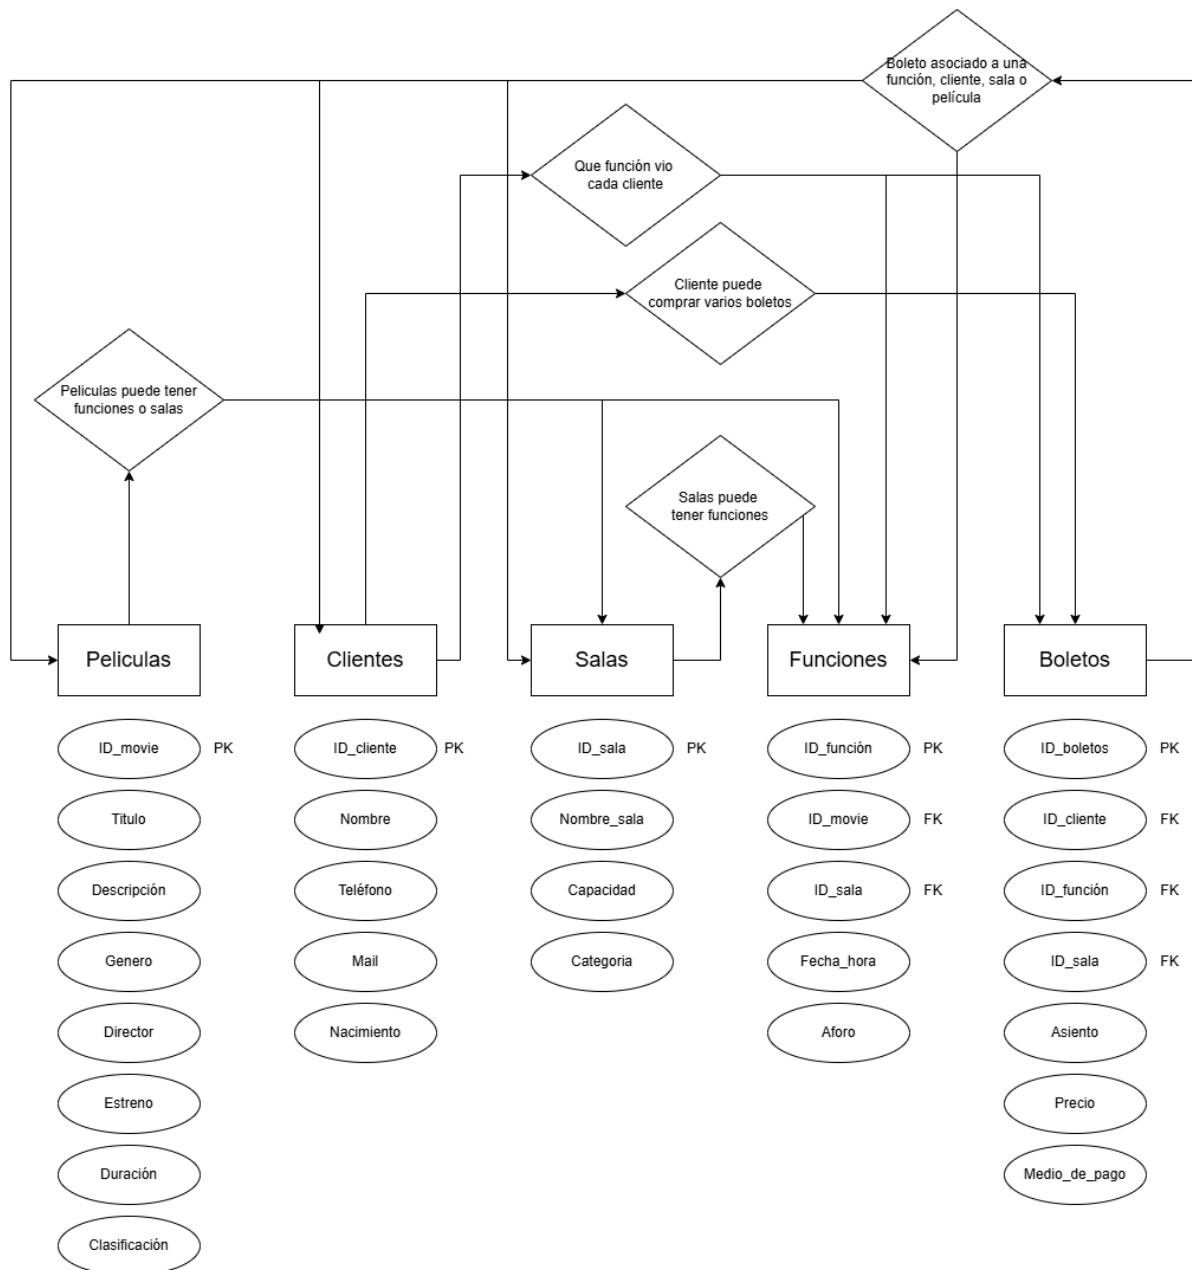 Boleto asociado a una
función, cliente, sala o
película
Que función vio
cada cliente
Cliente puede
comprar varios boletos
Peliculas puede tener
funciones o salas
Salas puede
tener funciones
Peliculas
Clientes
Salas
Funciones
Boletos
ID_movie PK
ID_cliente PK
ID_sala PK
ID_función PK
ID_boletos PK
Titulo
Nombre
Nombre_sala
ID_movie FK
ID_cliente FK
Descripción
Teléfono
Capacidad
ID_sala FK
ID_función FK
Genero
Mail
Categoria
Fecha_hora
ID_sala FK
Director
Nacimiento
Aforo
Asiento
Estreno
Precio
Duración
Medio_de_pago
Clasificación